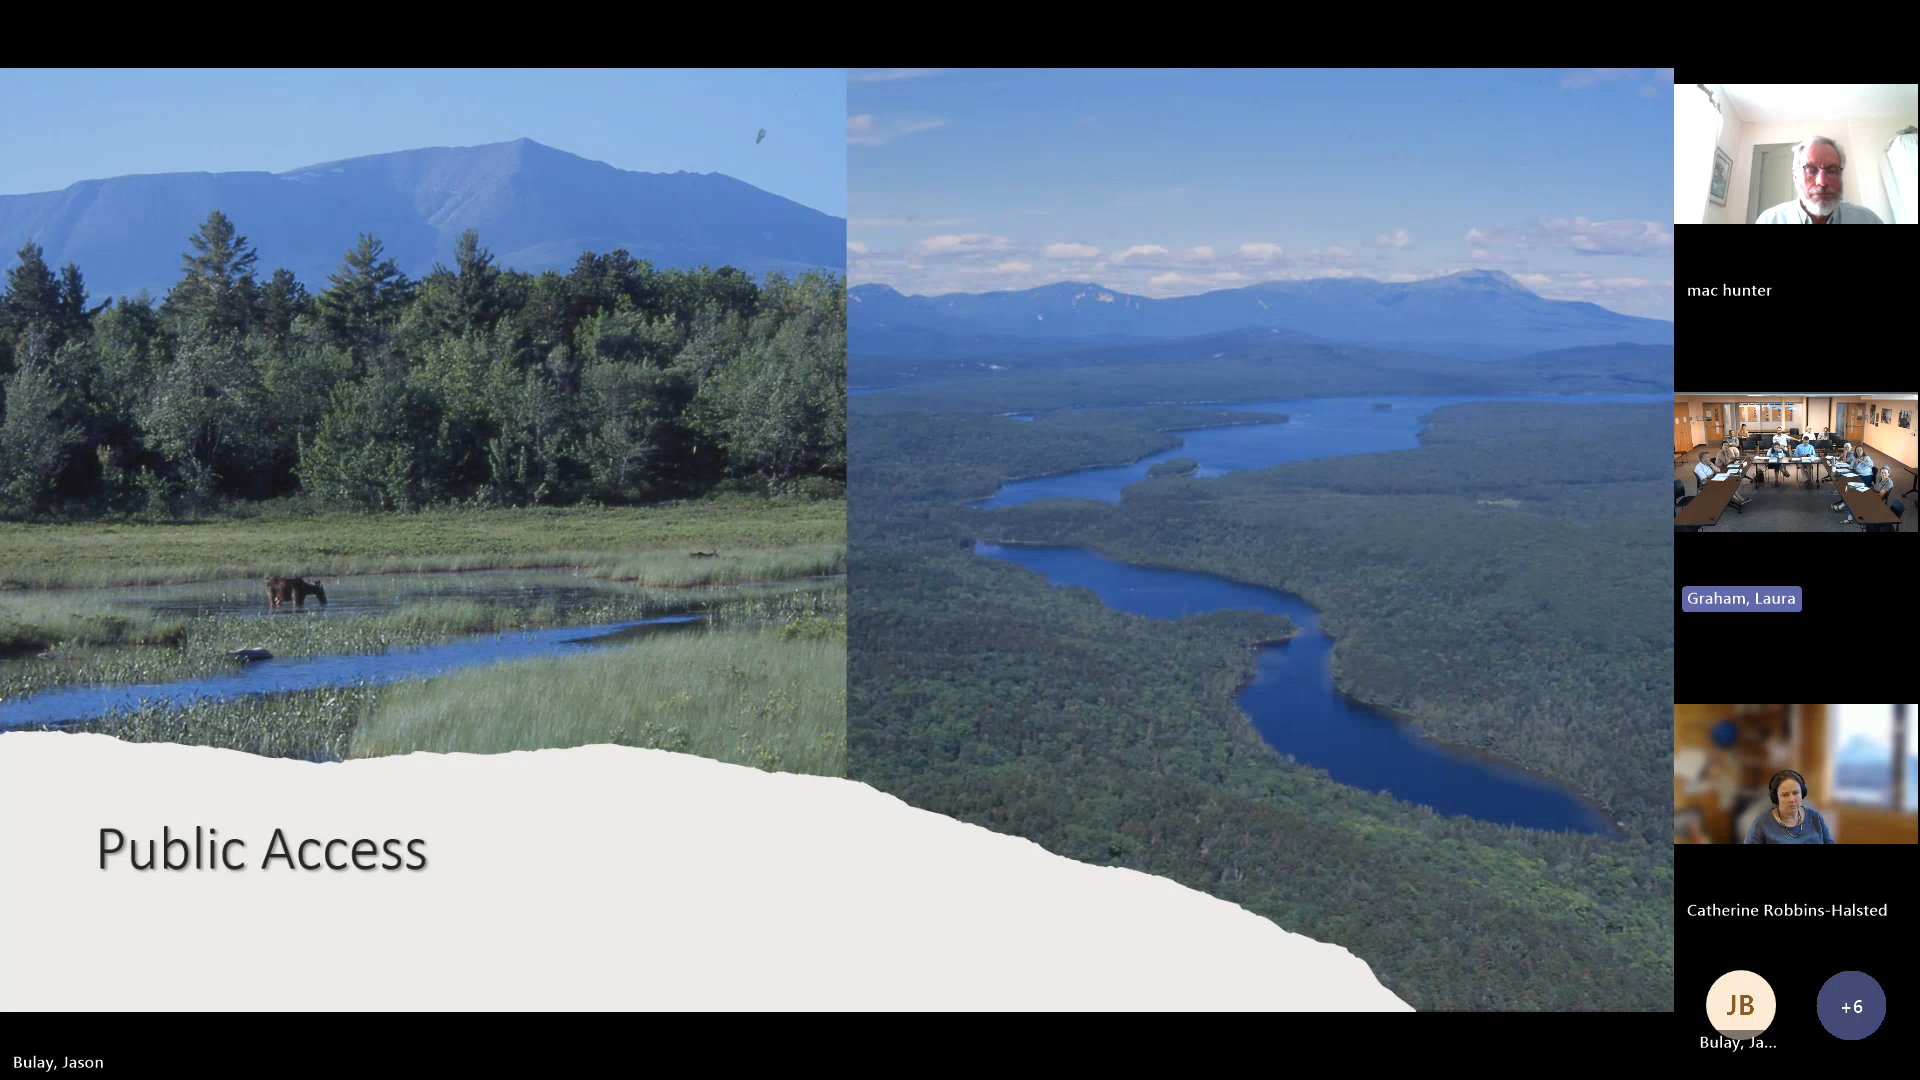 Public Access
mac hunter
Graham, Laura
Catherine Robbins-Halsted
JB
+6
Bulay, Ja...
Bulay, Jason